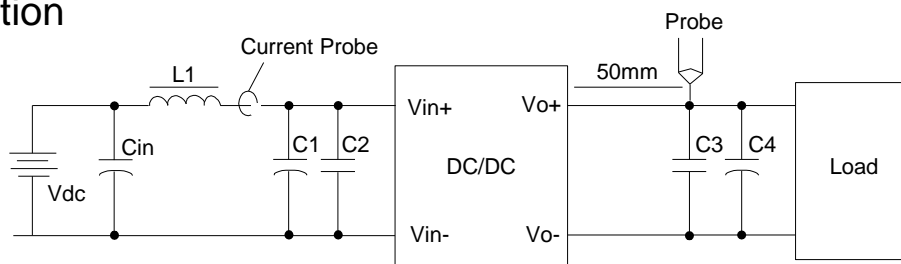 tion
Probe
Current Probe
50mm
L1
Vin+
Vo+
Cin
C1
C2
C3
C4
DC/DC
Load
Vdc
Vin-
Vo-